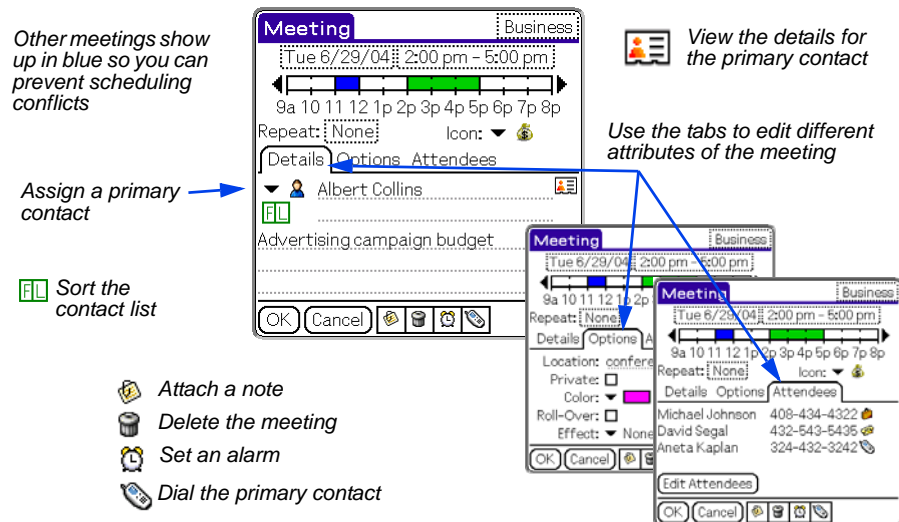 Other meetings show
up in blue so you can
prevent scheduling
conflicts
Meeting Business
Tue 6/29/04 2:00 pm - 5:00 pm
9a 10 11 12 1p 2p 3p 4p 5p 6p 7p 8p
Repeat: None Icon:
Details Options Attendees
Albert Collins
FL
Advertising campaign budget
OK Cancel
View the details for
the primary contact
Use the tabs to edit different
attributes of the meeting
Assign a primary
contact
FL Sort the
contact list
Attach a note
Delete the meeting
Set an alarm
Dial the primary contact
Meeting Business
Tue 6/29/04 2:00 pm - 5:00 pm
9a 10 11 12 1p 2p
Repeat: None
Details Options A
Location: confere
Private:
Color:
Roll-Over:
Effect: None
OK Cancel
Meeting Business
Tue 6/29/04 2:00 pm - 5:00 pm
9a 10 11 12 1p 2p 3p 4p 5p 6p 7p 8p
Repeat: None Icon:
Details Options Attendees
Michael Johnson 408-434-4322
David Segal 432-543-5435
Aneta Kaplan 324-432-3242
Edit Attendees
OK Cancel